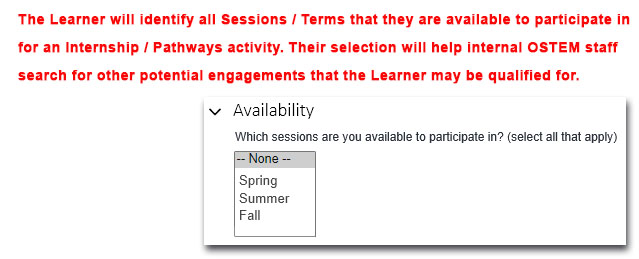 The Learner will identify all Sessions / Terms that they are available to participate in
for an Internship / Pathways activity. Their selection will help internal OSTEM staff
search for other potential engagements that the Learner may be qualified for.
Availability
Which sessions are you available to participate in? (select all that apply)
-- None --
Spring
Summer
Fall